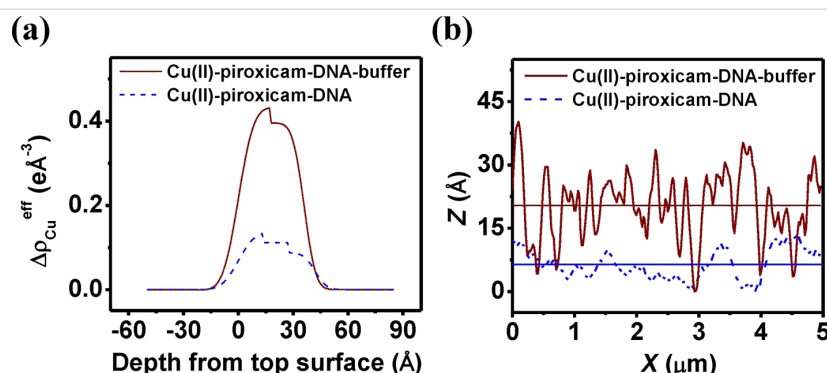 (a)
Cu(II)-piroxicam-DNA-buffer
Cu(II)-piroxicam-DNA
0.4
0.2
0.0
Δρ_Cu^eff (eÅ⁻³)
-60 -30 0 30 60 90
Depth from top surface (Å)
(b)
Cu(II)-piroxicam-DNA-buffer
Cu(II)-piroxicam-DNA
45
30
15
0
Z (Å)
0 1 2 3 4 5
X (μm)